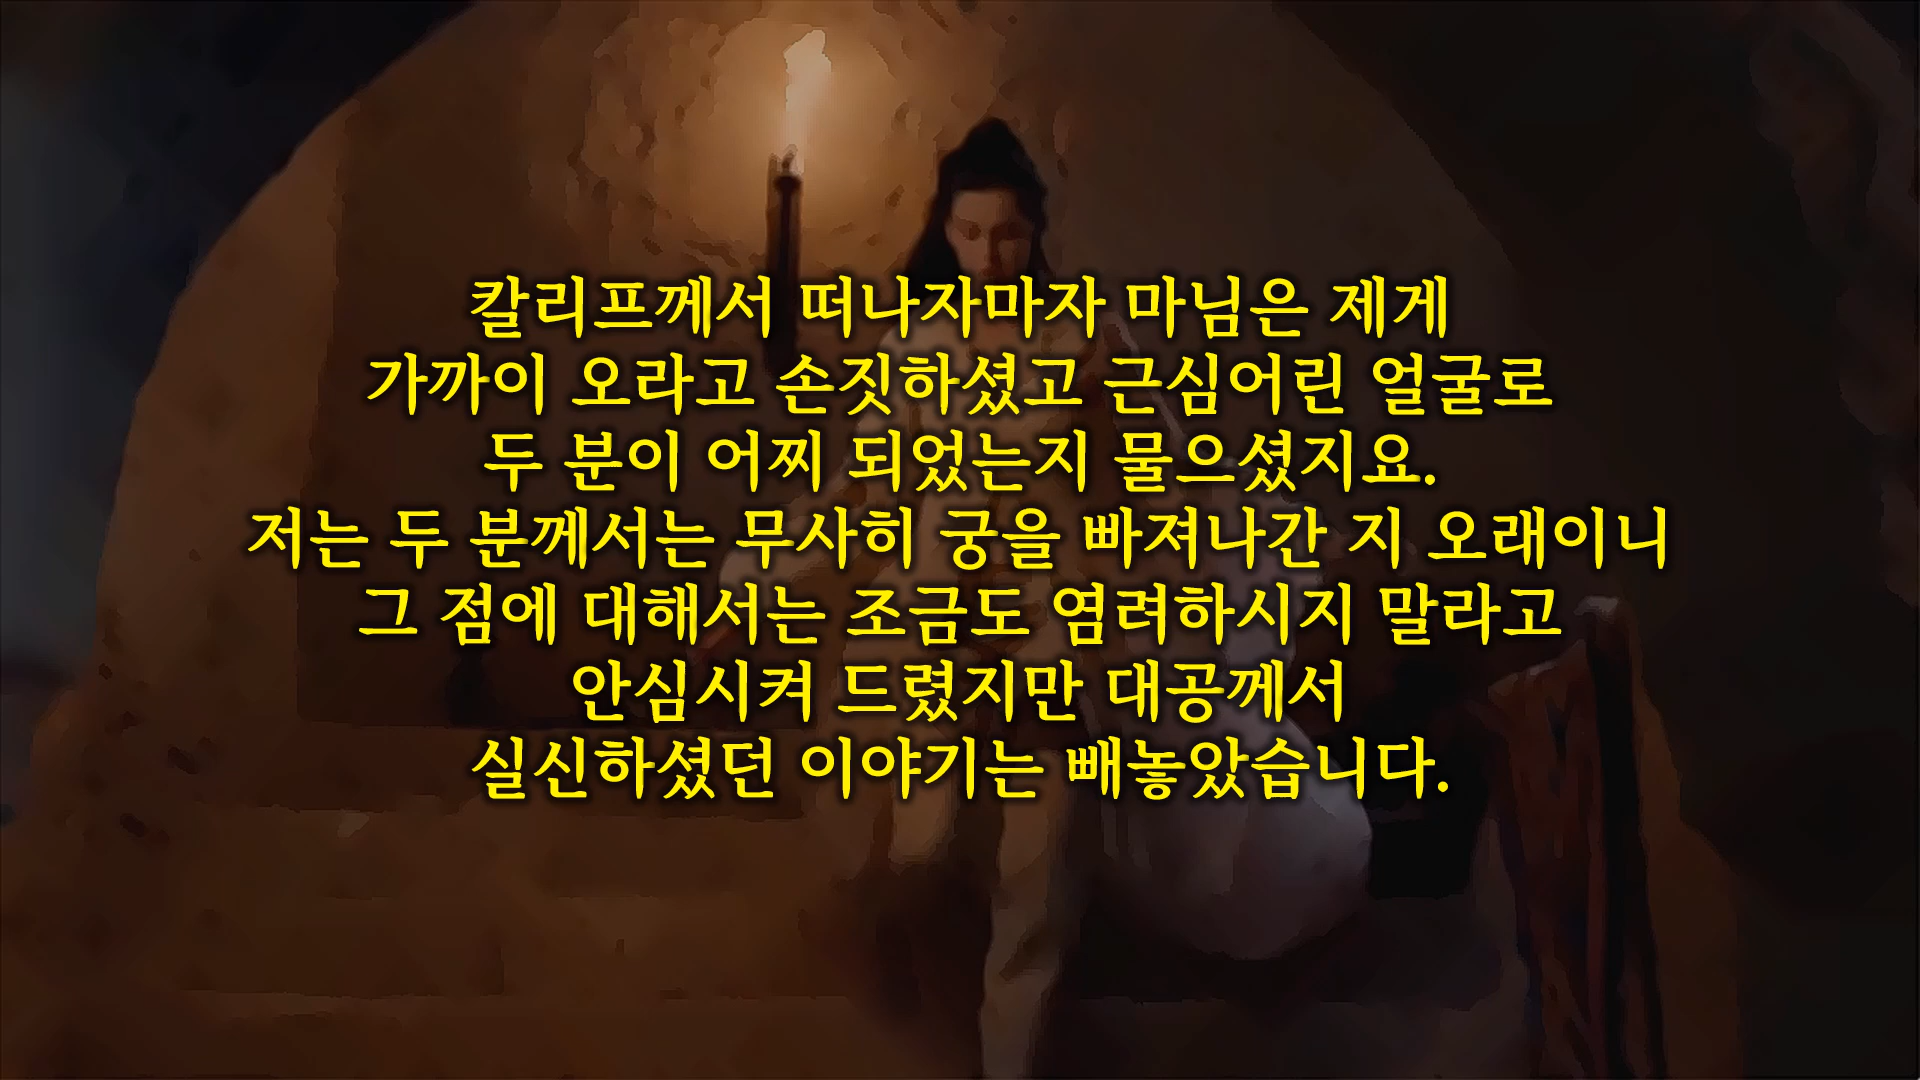 칼리프께서 떠나자마자 마님은 제게
가까이 오라고 손짓하셨고 근심어린 얼굴로
두 분이 어찌 되었는지 물으셨지요.
저는 두 분께서는 무사히 궁을 빠져나간 지 오래이니
그 점에 대해서는 조금도 염려하시지 말라고
안심시켜 드렸지만 대공께서
실신하셨던 이야기는 빼놓았습니다.